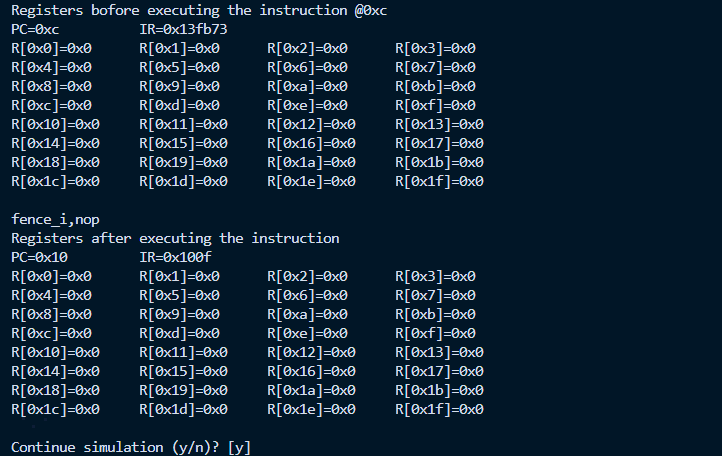 Registers bofore executing the instruction @0xc
PC=0xc IR=0x13fb73
R[0x0]=0x0 R[0x1]=0x0 R[0x2]=0x0 R[0x3]=0x0
R[0x4]=0x0 R[0x5]=0x0 R[0x6]=0x0 R[0x7]=0x0
R[0x8]=0x0 R[0x9]=0x0 R[0xa]=0x0 R[0xb]=0x0
R[0xc]=0x0 R[0xd]=0x0 R[0xe]=0x0 R[0xf]=0x0
R[0x10]=0x0 R[0x11]=0x0 R[0x12]=0x0 R[0x13]=0x0
R[0x14]=0x0 R[0x15]=0x0 R[0x16]=0x0 R[0x17]=0x0
R[0x18]=0x0 R[0x19]=0x0 R[0x1a]=0x0 R[0x1b]=0x0
R[0x1c]=0x0 R[0x1d]=0x0 R[0x1e]=0x0 R[0x1f]=0x0
fence_i,nop
Registers after executing the instruction
PC=0x10 IR=0x100f
R[0x0]=0x0 R[0x1]=0x0 R[0x2]=0x0 R[0x3]=0x0
R[0x4]=0x0 R[0x5]=0x0 R[0x6]=0x0 R[0x7]=0x0
R[0x8]=0x0 R[0x9]=0x0 R[0xa]=0x0 R[0xb]=0x0
R[0xc]=0x0 R[0xd]=0x0 R[0xe]=0x0 R[0xf]=0x0
R[0x10]=0x0 R[0x11]=0x0 R[0x12]=0x0 R[0x13]=0x0
R[0x14]=0x0 R[0x15]=0x0 R[0x16]=0x0 R[0x17]=0x0
R[0x18]=0x0 R[0x19]=0x0 R[0x1a]=0x0 R[0x1b]=0x0
R[0x1c]=0x0 R[0x1d]=0x0 R[0x1e]=0x0 R[0x1f]=0x0
Continue simulation (y/n)? [y]